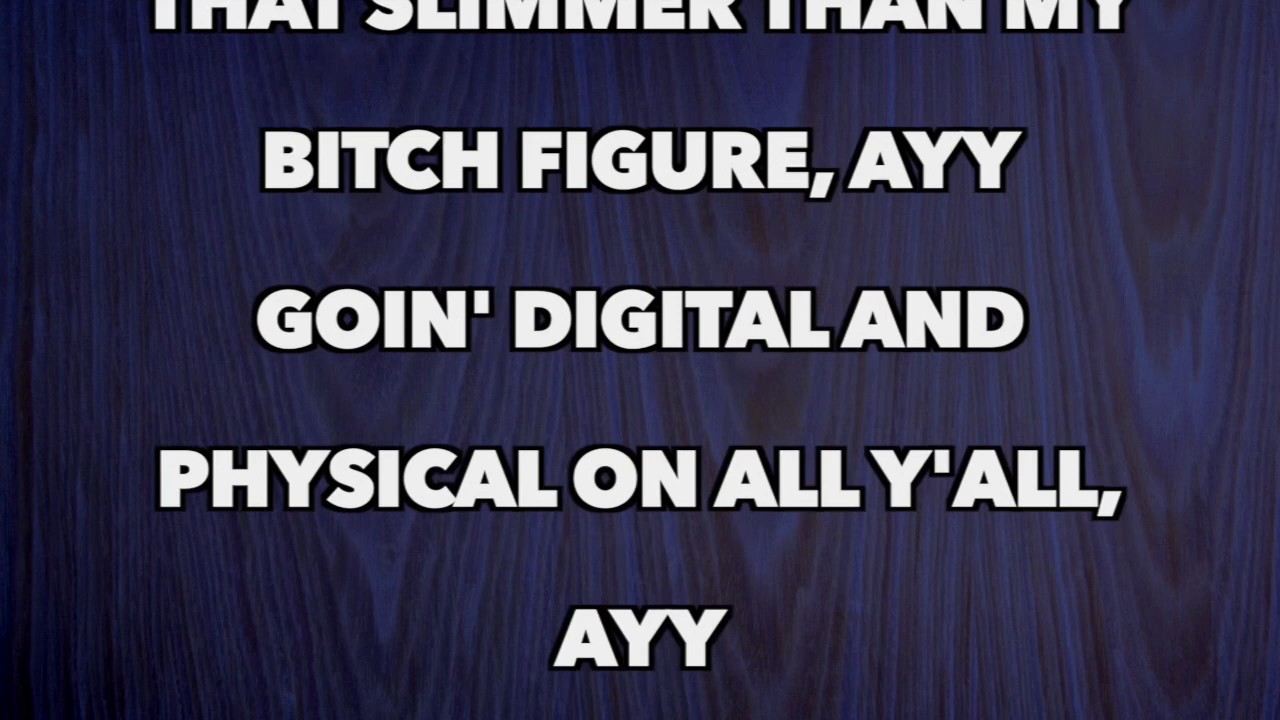 THAT SLIMMER THAN MY
BITCH FIGURE, AYY
GOIN' DIGITAL AND
PHYSICAL ON ALL Y'ALL,
AYY